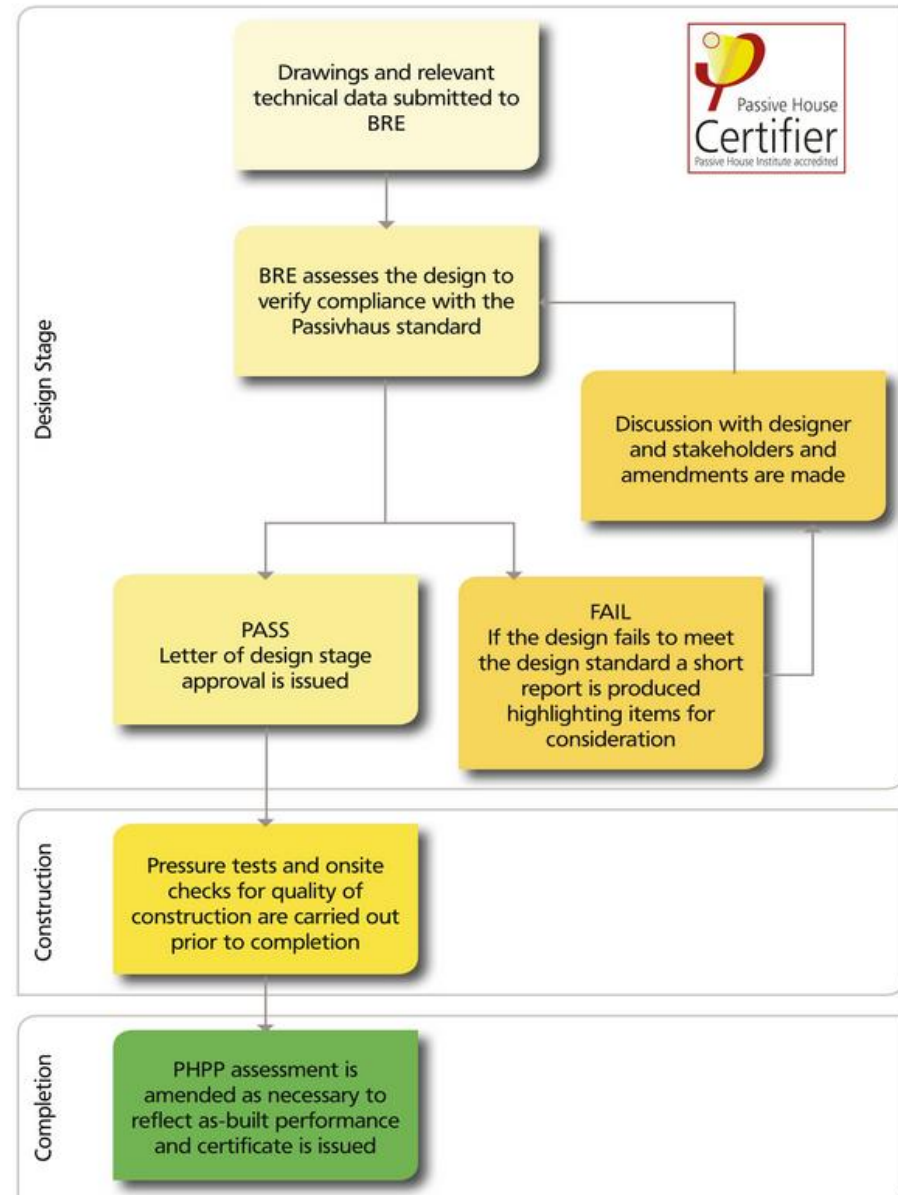 Drawings and relevant
technical data submitted to
BRE
Passive House
Certifier
Passive House Institute accredited
Design Stage
BRE assesses the design to
verify compliance with the
Passivhaus standard
Discussion with designer
and stakeholders and
amendments are made
PASS
Letter of design stage
approval is issued
FAIL
If the design fails to meet
the design standard a short
report is produced
highlighting items for
consideration
Construction
Pressure tests and onsite
checks for quality of
construction are carried out
prior to completion
Completion
PHPP assessment is
amended as necessary to
reflect as-built performance
and certificate is issued